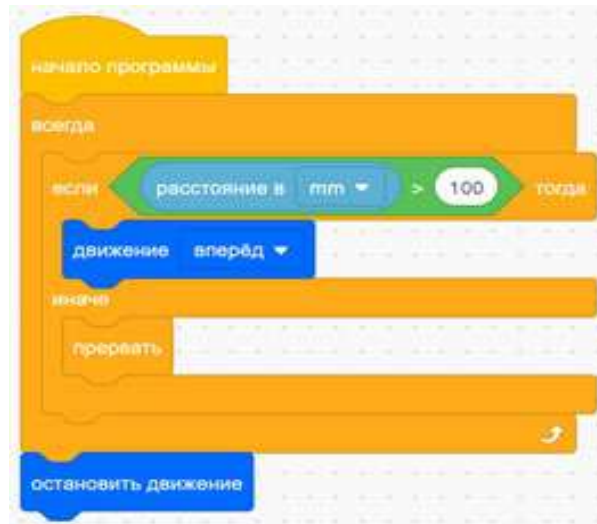 начало программы
всегда
если расстояние в mm > 100 тогда
движение вперёд
иначе
прервать
остановить движение